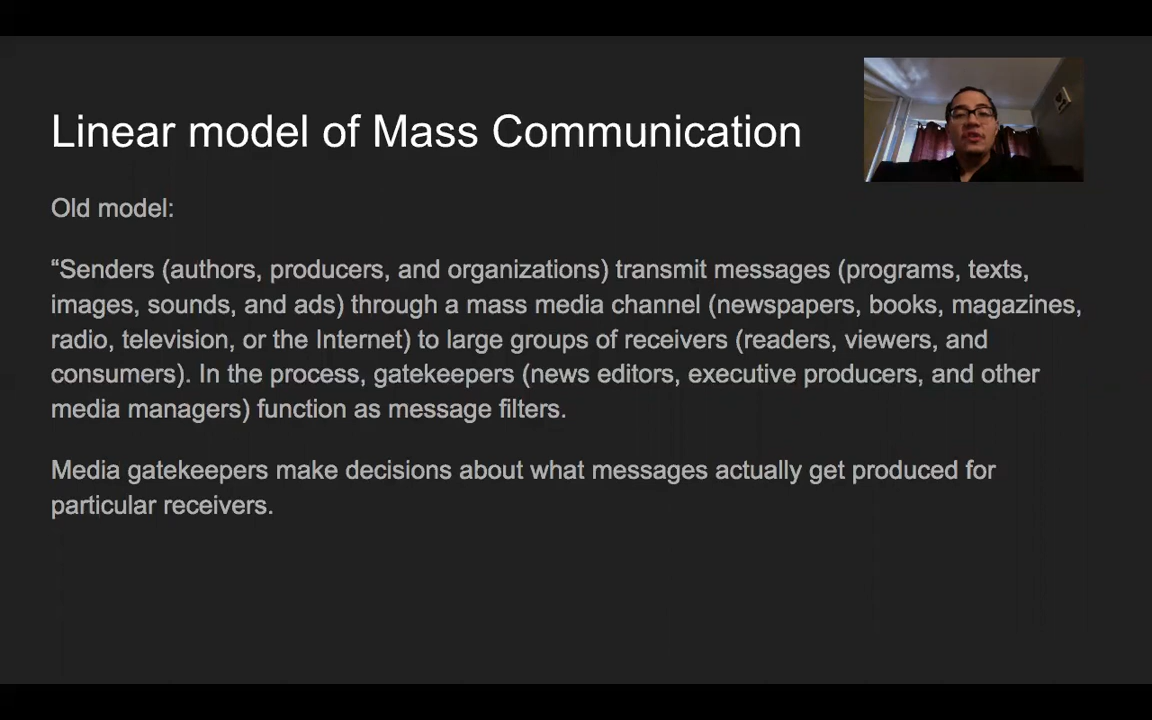 Linear model of Mass Communication
Old model:
“Senders (authors, producers, and organizations) transmit messages (programs, texts,
images, sounds, and ads) through a mass media channel (newspapers, books, magazines,
radio, television, or the Internet) to large groups of receivers (readers, viewers, and
consumers). In the process, gatekeepers (news editors, executive producers, and other
media managers) function as message filters.
Media gatekeepers make decisions about what messages actually get produced for
particular receivers.